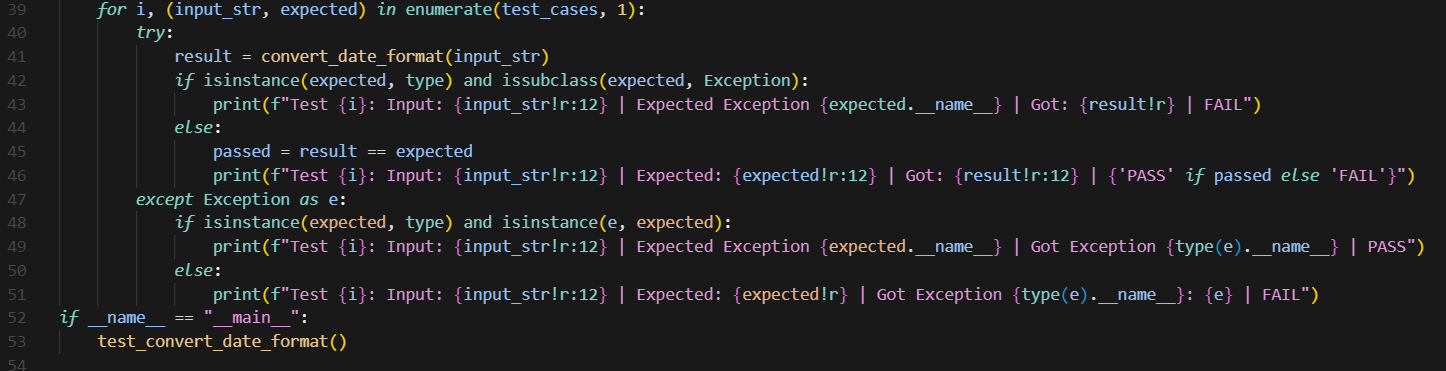 39 for i, (input_str, expected) in enumerate(test_cases, 1):
40 try:
41 result = convert_date_format(input_str)
42 if isinstance(expected, type) and issubclass(expected, Exception):
43 print(f"Test {i}: Input: {input_str!r:12} | Expected Exception {expected.__name__} | Got: {result!r} | FAIL")
44 else:
45 passed = result == expected
46 print(f"Test {i}: Input: {input_str!r:12} | Expected: {expected!r:12} | Got: {result!r:12} | {'PASS' if passed else 'FAIL'}")
47 except Exception as e:
48 if isinstance(expected, type) and isinstance(e, expected):
49 print(f"Test {i}: Input: {input_str!r:12} | Expected Exception {expected.__name__} | Got Exception {type(e).__name__} | PASS")
50 else:
51 print(f"Test {i}: Input: {input_str!r:12} | Expected: {expected!r} | Got Exception {type(e).__name__}: {e} | FAIL")
52 if __name__ == "__main__":
53 test_convert_date_format()
54